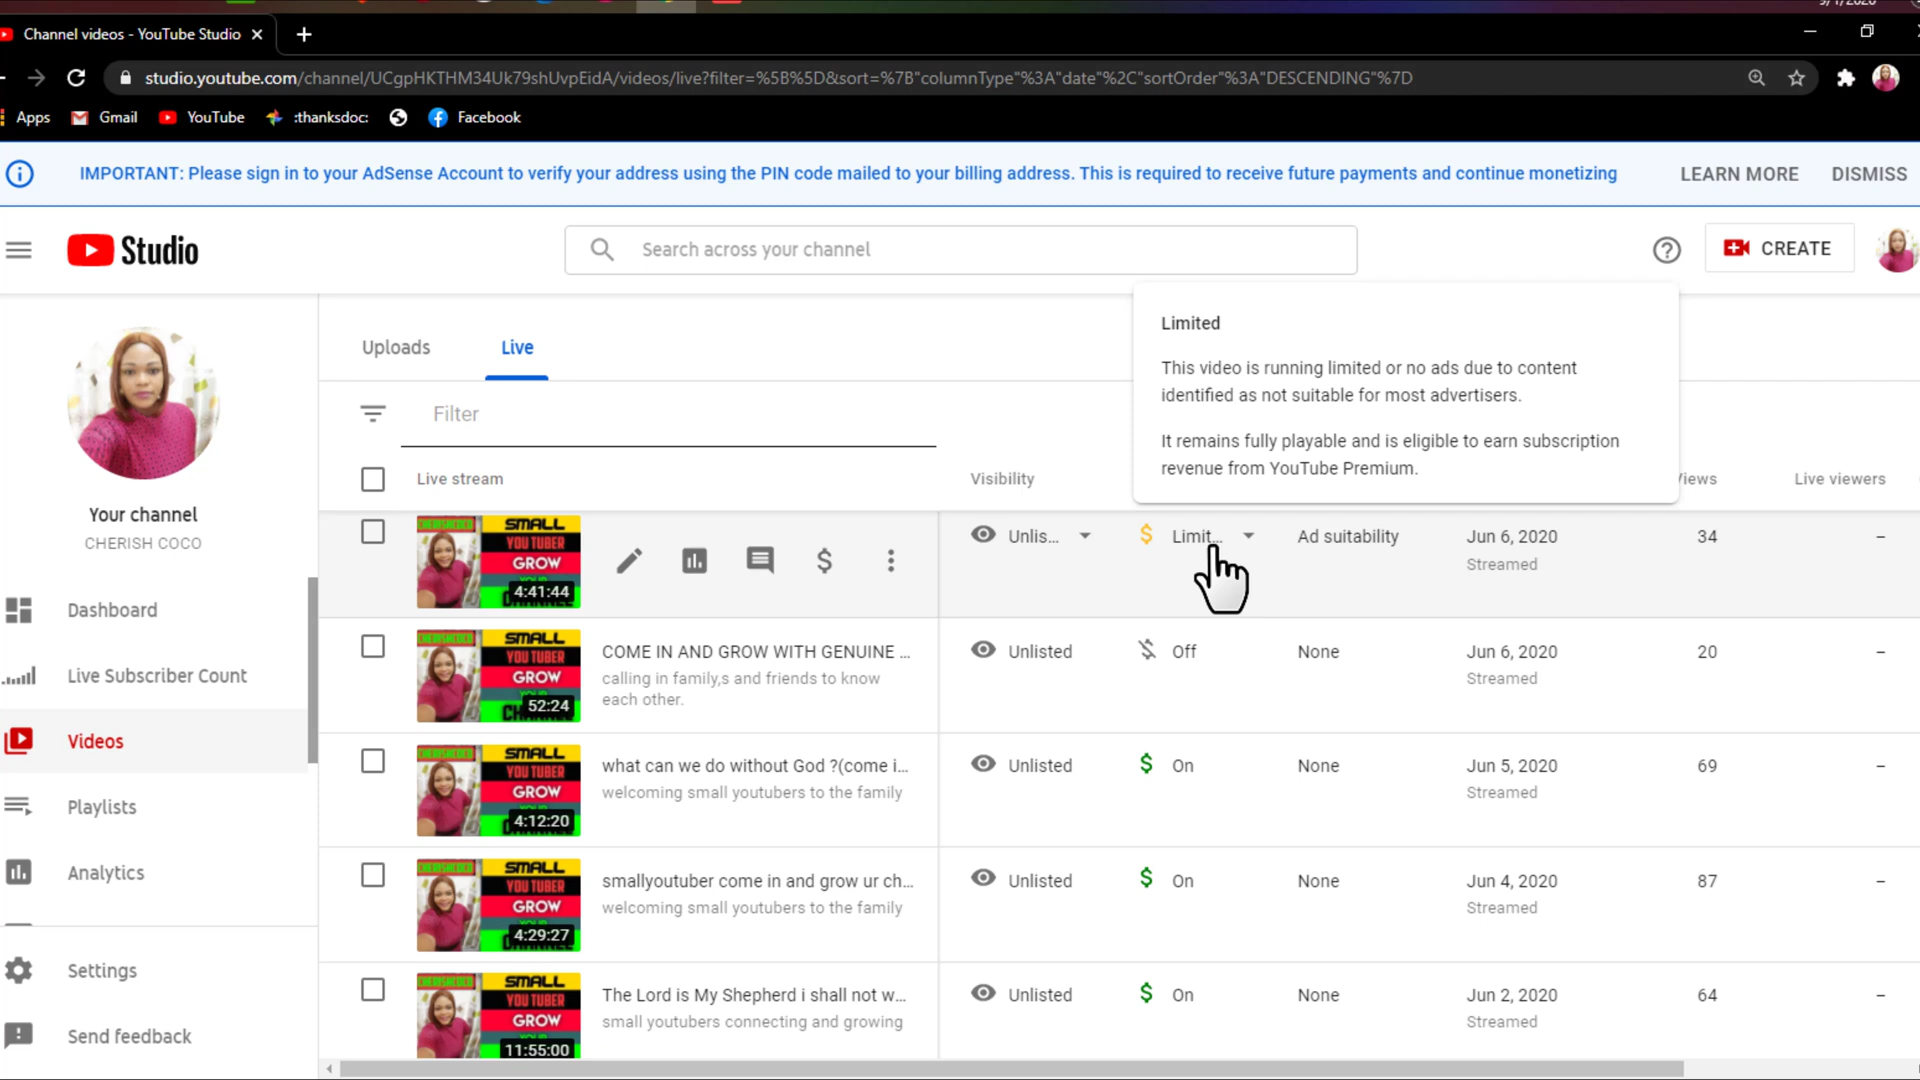 9/1/2020
Channel videos - YouTube Studio
studio.youtube.com/channel/UCgpHKTHM34Uk79shUvpEidA/videos/live?filter=%5B%5D&sort=%7B"columnType"%3A"date"%2C"sortOrder"%3A"DESCENDING"%7D
Apps Gmail YouTube :thanksdoc: Facebook
IMPORTANT: Please sign in to your AdSense Account to verify your address using the PIN code mailed to your billing address. This is required to receive future payments and continue monetizing LEARN MORE DISMISS
Studio
Search across your channel
CREATE
Your channel
CHERISH COCO
Dashboard
Live Subscriber Count
Videos
Playlists
Analytics
Settings
Send feedback
Uploads Live
Filter
Limited
This video is running limited or no ads due to content
identified as not suitable for most advertisers.
It remains fully playable and is eligible to earn subscription
revenue from YouTube Premium.
Live stream Visibility Views Live viewers
SMALL
YOU TUBER
GROW
4:41:44
Unlis... $ Limit... Ad suitability Jun 6, 2020 34 –
Streamed
SMALL
YOU TUBER
GROW
52:24
COME IN AND GROW WITH GENUINE ... Unlisted Off None Jun 6, 2020 20 –
calling in family,s and friends to know
each other.
Streamed
SMALL
YOU TUBER
GROW
4:12:20
what can we do without God ?(come i... Unlisted $ On None Jun 5, 2020 69 –
welcoming small youtubers to the family
Streamed
SMALL
YOU TUBER
GROW
4:29:27
smallyoutuber come in and grow ur ch... Unlisted $ On None Jun 4, 2020 87 –
welcoming small youtubers to the family
Streamed
SMALL
YOU TUBER
GROW
11:55:00
The Lord is My Shepherd i shall not w... Unlisted $ On None Jun 2, 2020 64 –
small youtubers connecting and growing
Streamed